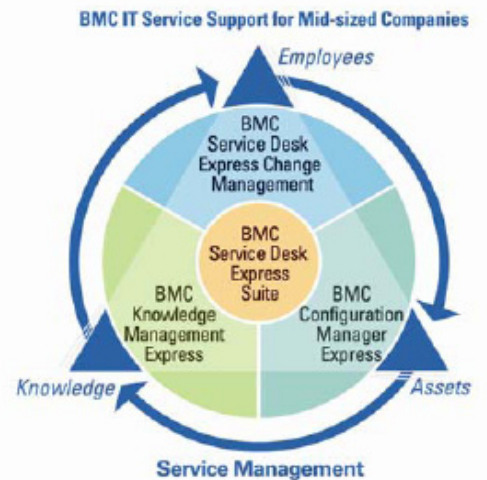 BMC IT Service Support for Mid-sized Companies
Employees
BMC
Service Desk
Express Change
Management
BMC
Service Desk
Express
Suite
BMC
Knowledge
Management
Express
BMC
Configuration
Manager
Express
Knowledge
Assets
Service Management